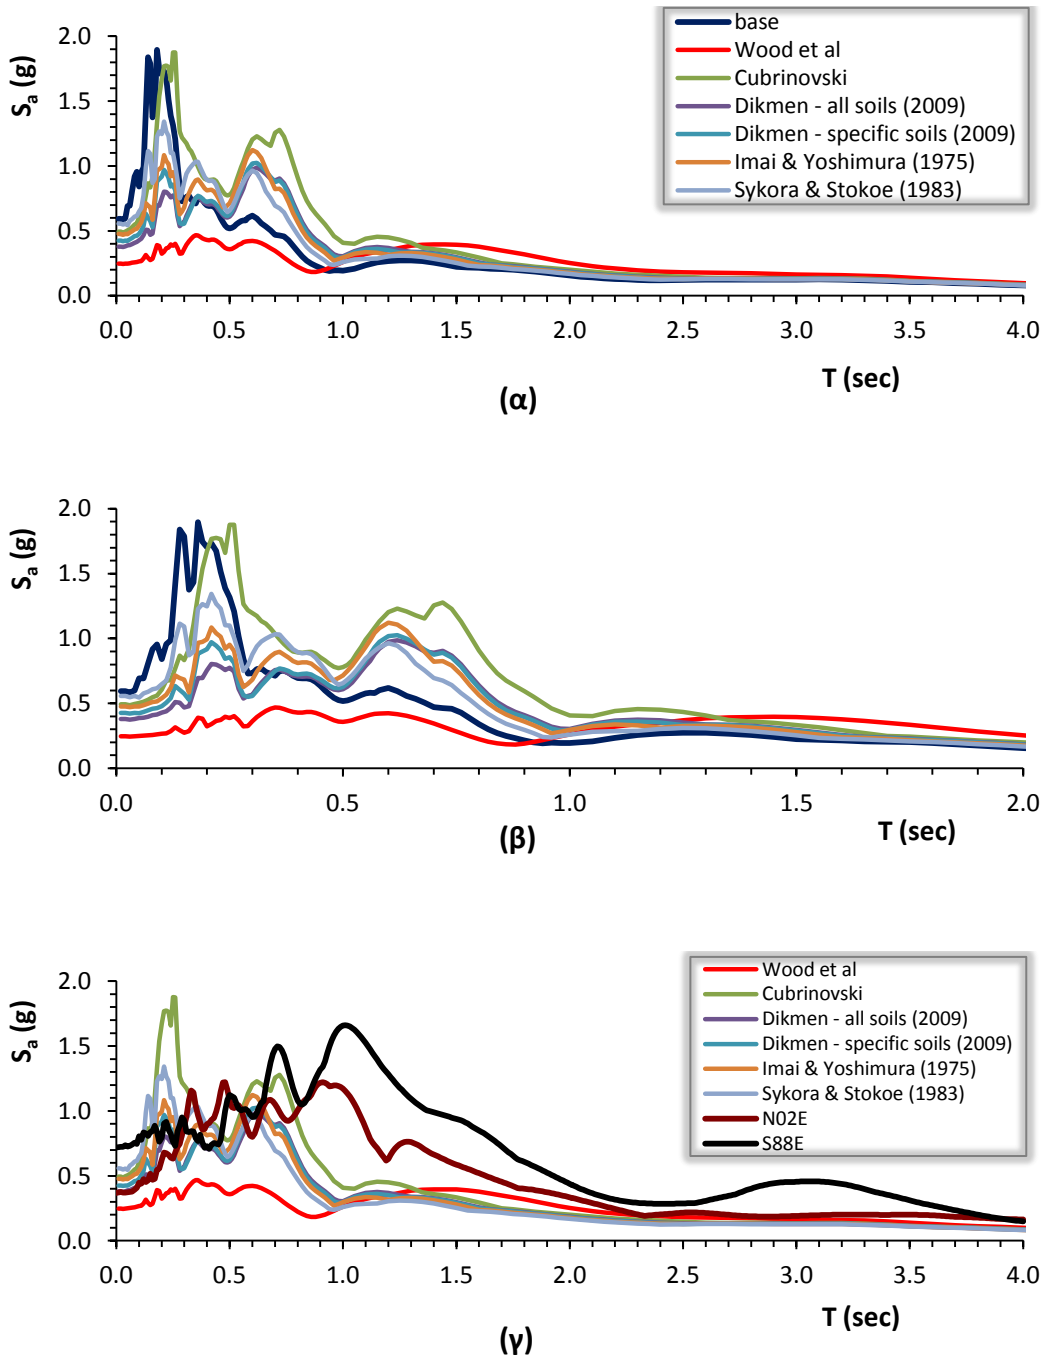 base
Wood et al
Cubrinovski
Dikmen - all soils (2009)
Dikmen - specific soils (2009)
Imai & Yoshimura (1975)
Sykora & Stokoe (1983)
Sa (g)
2.0
1.5
1.0
0.5
0.0
0.0 0.5 1.0 1.5 2.0 2.5 3.0 3.5 4.0
T (sec)
(α)
Sa (g)
2.0
1.5
1.0
0.5
0.0
0.0 0.5 1.0 1.5 2.0
T (sec)
(β)
Wood et al
Cubrinovski
Dikmen - all soils (2009)
Dikmen - specific soils (2009)
Imai & Yoshimura (1975)
Sykora & Stokoe (1983)
N02E
S88E
Sa (g)
2.0
1.5
1.0
0.5
0.0
0.0 0.5 1.0 1.5 2.0 2.5 3.0 3.5 4.0
T (sec)
(γ)